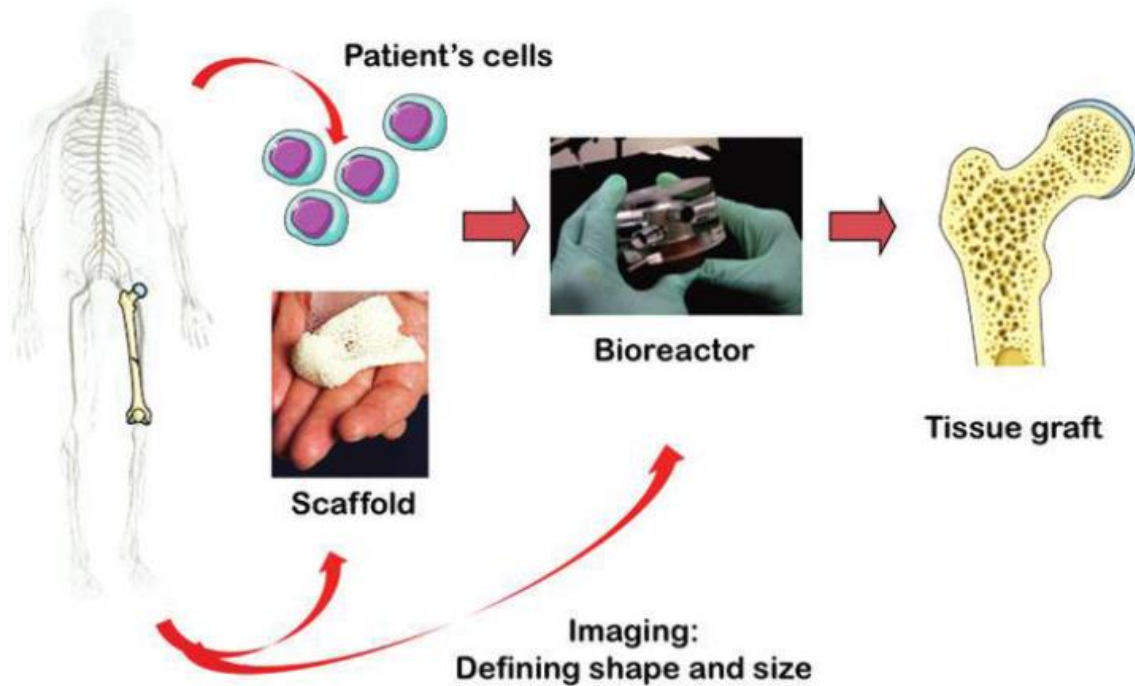 Patient's cells
Bioreactor
Tissue graft
Scaffold
Imaging:
Defining shape and size